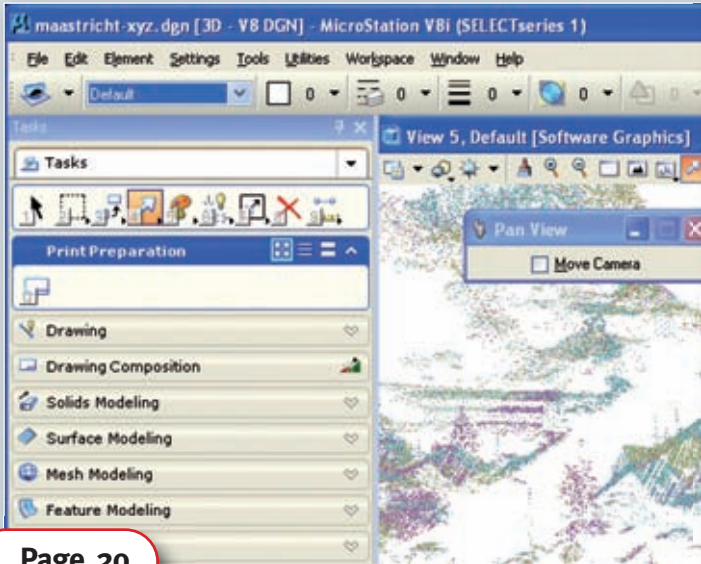 maastricht-xyz.dgn [3D - V8 DGN] - MicroStation V8i (SELECTseries 1)
File Edit Element Settings Tools Utilities Workspace Window Help
Default 0 0 0 0 0
Tasks
View 5, Default [Software Graphics]
Tasks
Pan View
Print Preparation
Move Camera
Drawing
Drawing Composition
Solids Modeling
Surface Modeling
Mesh Modeling
Feature Modeling
Page 20